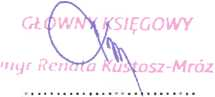 GŁÓWNY KSIĘGOWY
mgr Renata Kustosz-Mróz